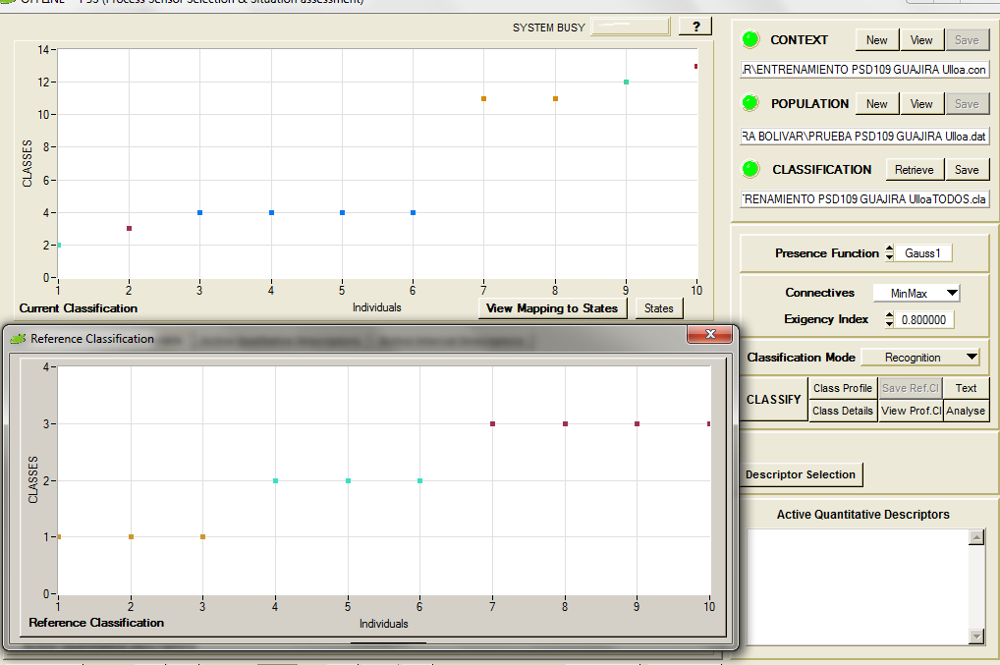 OFFLINE - P3S (Process Sensor Selection & Situation assessment)
SYSTEM BUSY
?
14
12
10
8
6
4
2
0
CLASSES
1 2 3 4 5 6 7 8 9 10
Current Classification
Individuals
View Mapping to States
States
CONTEXT
New View Save
.R\ENTRENAMIENTO PSD109 GUAJIRA Ulloa.con
POPULATION
New View Save
RA BOLIVAR\PRUEBA PSD109 GUAJIRA Ulloa.dat
CLASSIFICATION
Retrieve Save
TRENAMIENTO PSD109 GUAJIRA UlloaTODOS.cla
Presence Function Gauss1
Connectives MinMax
Exigency Index 0.800000
Classification Mode Recognition
CLASSIFY
Class Profile Save Ref.Cl Text
Class Details View Prof.Cl Analyse
Descriptor Selection
Active Quantitative Descriptors
Reference Classification
4
3
2
1
0
CLASSES
1 2 3 4 5 6 7 8 9 10
Reference Classification
Individuals